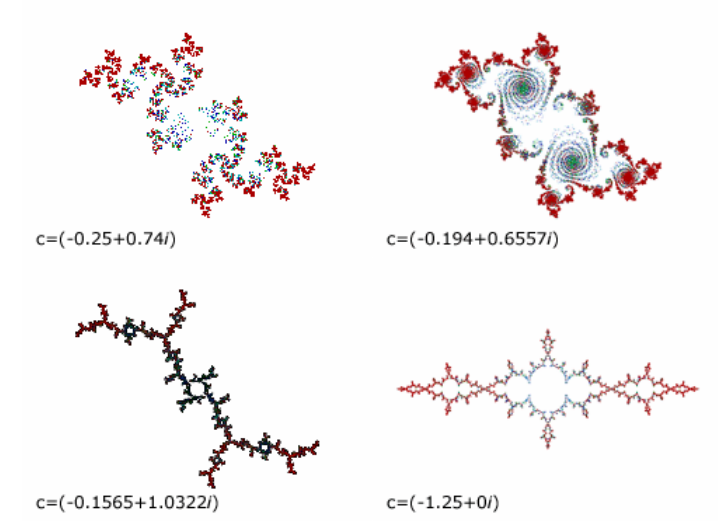 c=(-0.25+0.74i)
c=(-0.194+0.6557i)
c=(-0.1565+1.0322i)
c=(-1.25+0i)